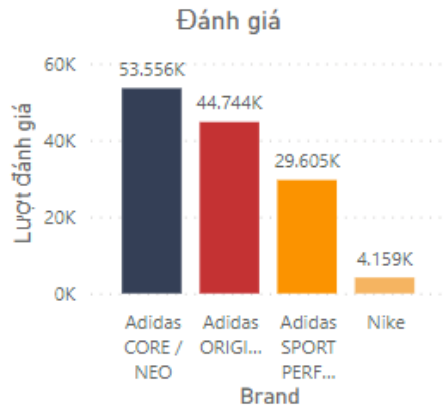 Đánh giá
Lượt đánh giá
60K
40K
20K
0K
53.556K
44.744K
29.605K
4.159K
Adidas
CORE /
NEO
Adidas
ORIGI...
Adidas
SPORT
PERF...
Nike
Brand